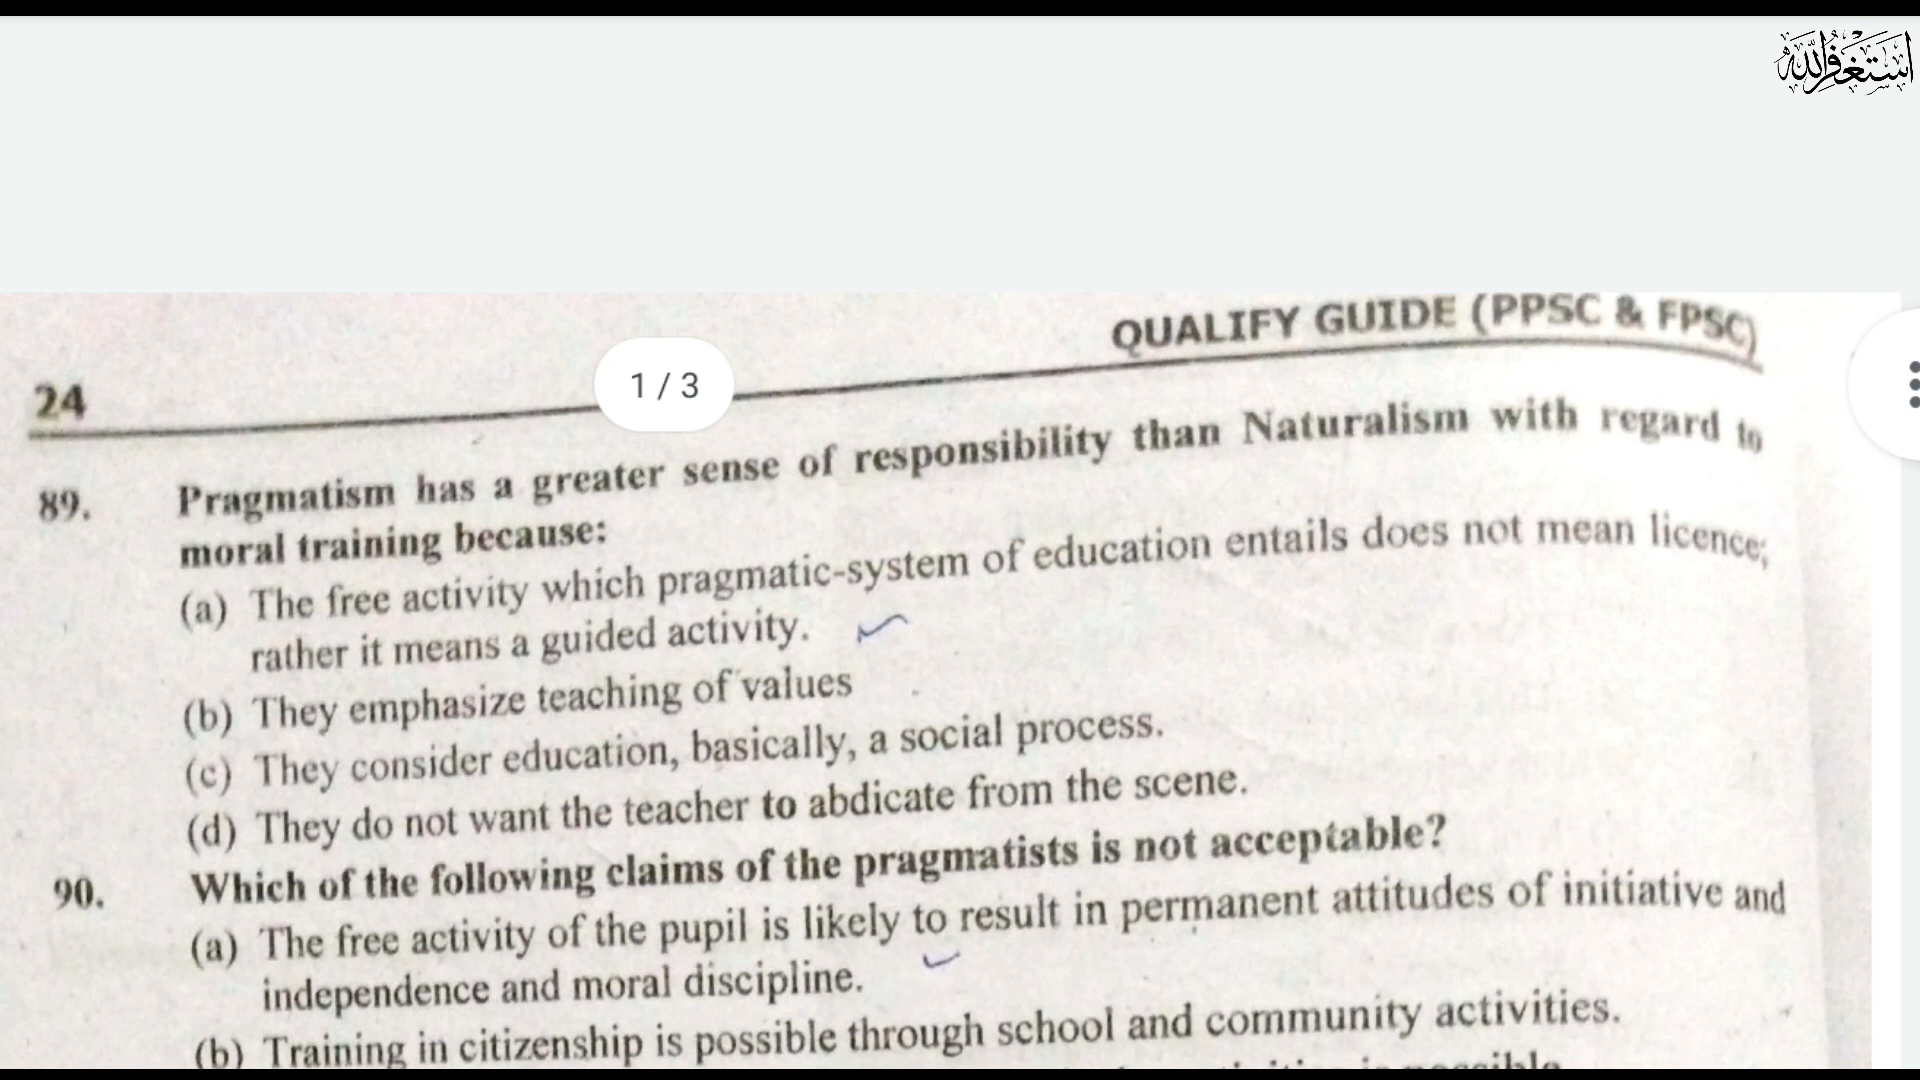 استغفر الله
QUALIFY GUIDE (PPSC & FPSC)
24
1 / 3
89. Pragmatism has a greater sense of responsibility than Naturalism with regard to
moral training because:
(a) The free activity which pragmatic-system of education entails does not mean licence;
rather it means a guided activity.
(b) They emphasize teaching of values
(c) They consider education, basically, a social process.
(d) They do not want the teacher to abdicate from the scene.
90. Which of the following claims of the pragmatists is not acceptable?
(a) The free activity of the pupil is likely to result in permanent attitudes of initiative and
independence and moral discipline.
(b) Training in citizenship is possible through school and community activities.
is possible